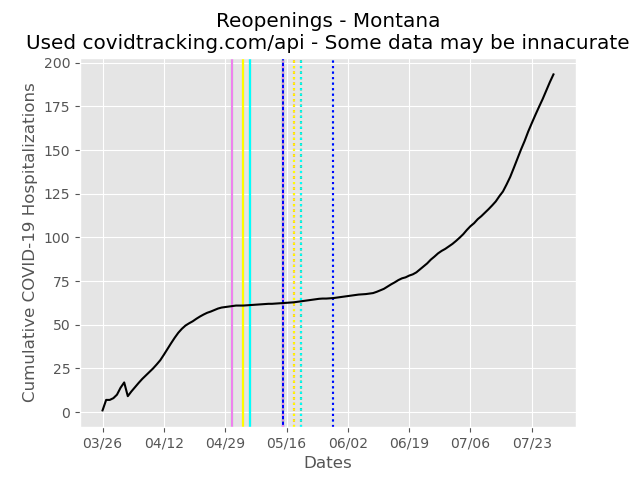 Reopenings - Montana
Used covidtracking.com/api - Some data may be innacurate
Cumulative COVID-19 Hospitalizations
200
175
150
125
100
75
50
25
0
03/26 04/12 04/29 05/16 06/02 06/19 07/06 07/23
Dates